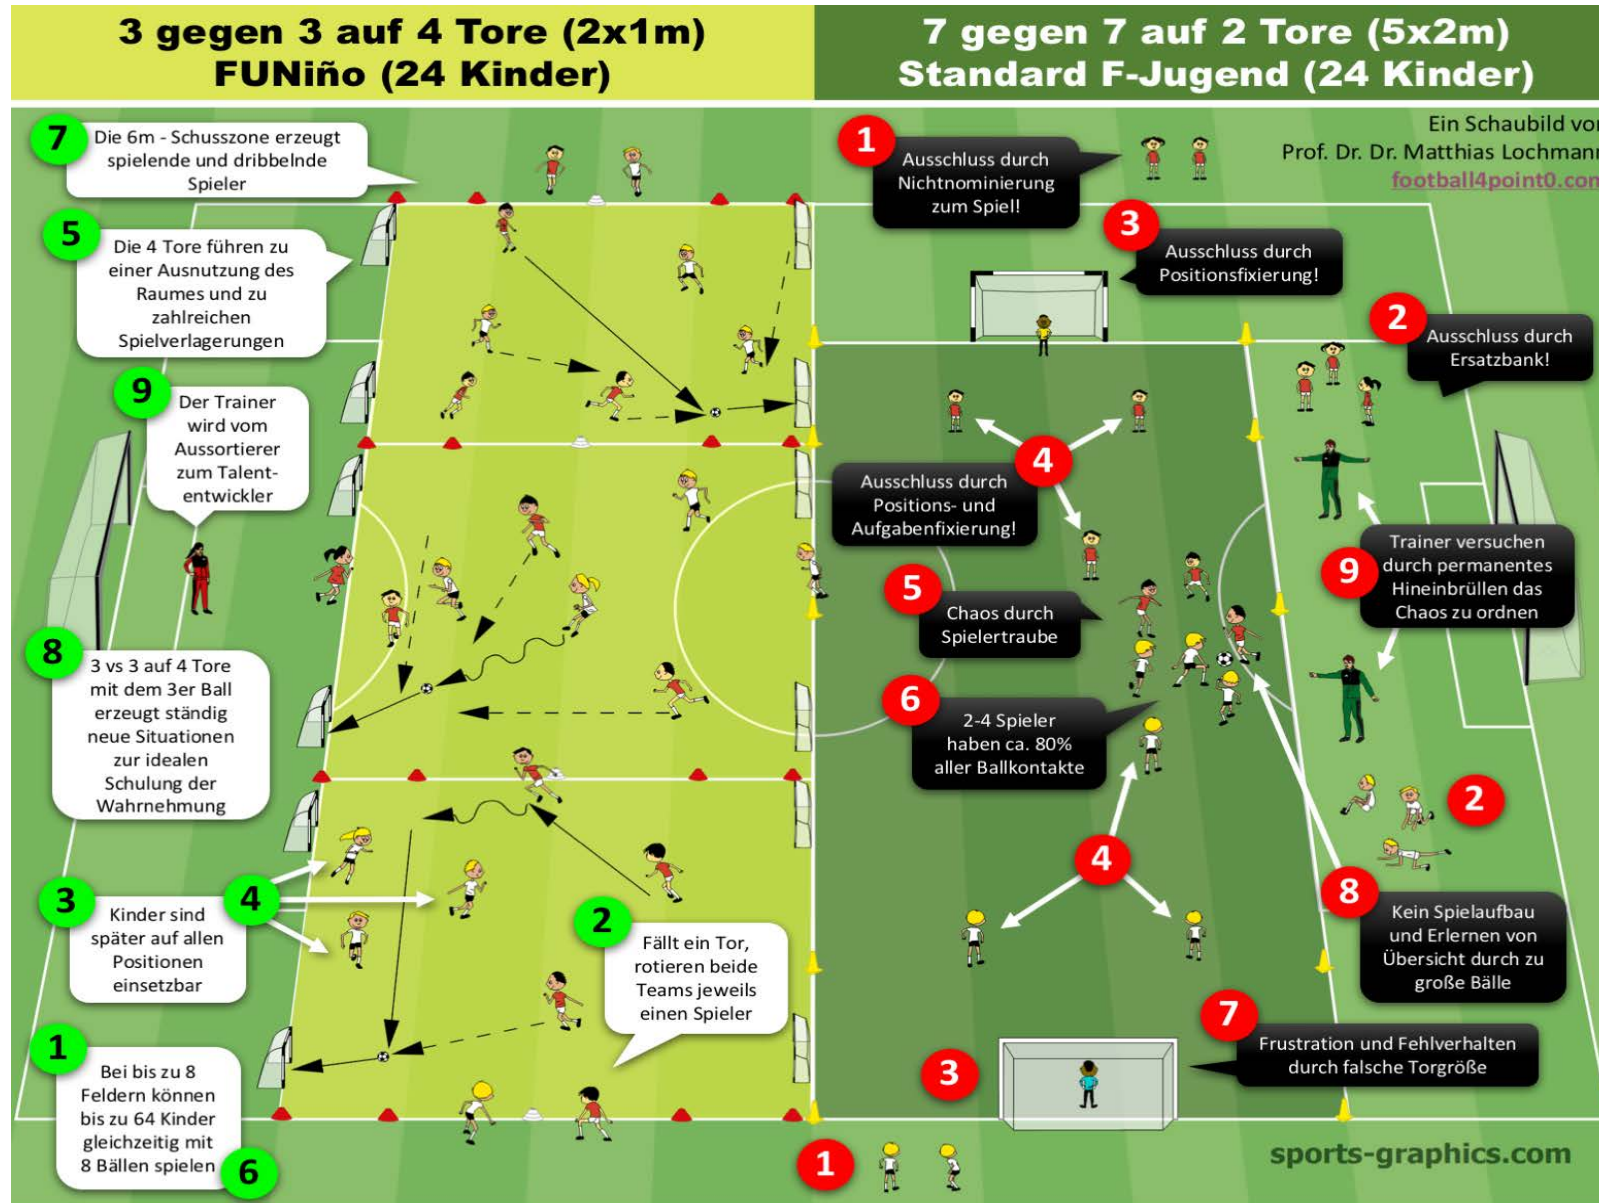 3 gegen 3 auf 4 Tore (2x1m)
FUNiño (24 Kinder)
7 gegen 7 auf 2 Tore (5x2m)
Standard F-Jugend (24 Kinder)
7
Die 6m - Schusszone erzeugt
spielende und dribbelnde
Spieler
5
Die 4 Tore führen zu
einer Ausnutzung des
Raumes und zu
zahlreichen
Spielverlagerungen
9
Der Trainer
wird vom
Aussortierer
zum Talent-
entwickler
8
3 vs 3 auf 4 Tore
mit dem 3er Ball
erzeugt ständig
neue Situationen
zur idealen
Schulung der
Wahrnehmung
3
4
Kinder sind
später auf allen
Positionen
einsetzbar
2
Fällt ein Tor,
rotieren beide
Teams jeweils
einen Spieler
1
Bei bis zu 8
Feldern können
bis zu 64 Kinder
gleichzeitig mit
8 Bällen spielen
6
Ein Schaubild von
Prof. Dr. Dr. Matthias Lochmann
football4point0.com
1
Ausschluss durch
Nichtnominierung
zum Spiel!
3
Ausschluss durch
Positionsfixierung!
2
Ausschluss durch
Ersatzbank!
4
Ausschluss durch
Positions- und
Aufgabenfixierung!
5
Chaos durch
Spielertraube
9
Trainer versuchen
durch permanentes
Hineinbrüllen das
Chaos zu ordnen
6
2-4 Spieler
haben ca. 80%
aller Ballkontakte
2
4
8
Kein Spielaufbau
und Erlernen von
Übersicht durch zu
große Bälle
7
Frustration und Fehlverhalten
durch falsche Torgröße
3
1
sports-graphics.com